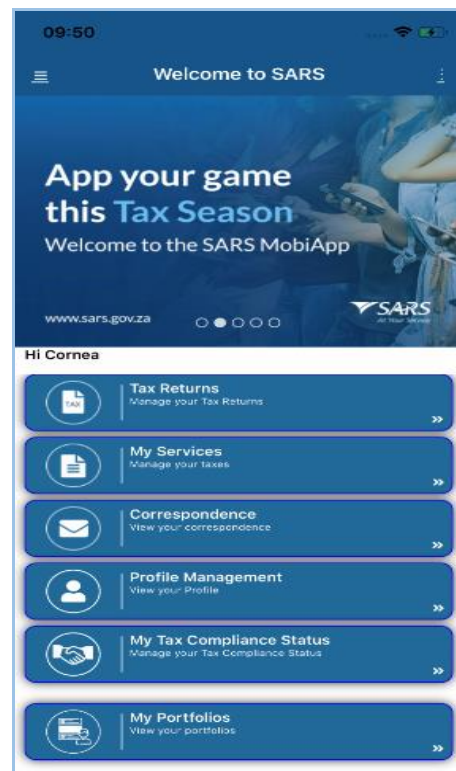 09:50
Welcome to SARS
App your game
this Tax Season
Welcome to the SARS MobiApp
www.sars.gov.za
SARS
At Your Service
Hi Cornea
TAX
Tax Returns
Manage your Tax Returns
My Services
Manage your taxes
Correspondence
View your correspondence
Profile Management
View your Profile
My Tax Compliance Status
Manage your Tax Compliance Status
My Portfolios
View your portfolios